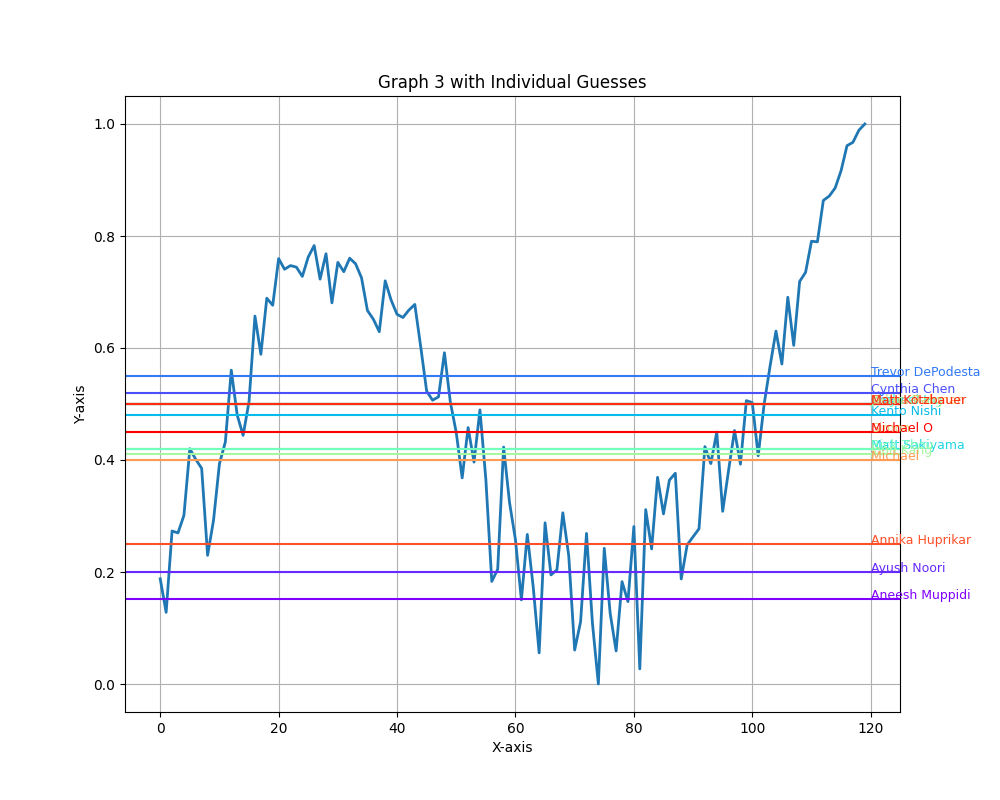 Graph 3 with Individual Guesses
1.0
0.8
0.6
0.4
0.2
0.0
Y-axis
0
20
40
60
80
100
120
X-axis
Trevor DePodesta
Cynthia Chen
Matt Kotzbauer
Kento Nishi
Michael O
Matt Sakiyama
Michael
Annika Huprikar
Ayush Noori
Aneesh Muppidi